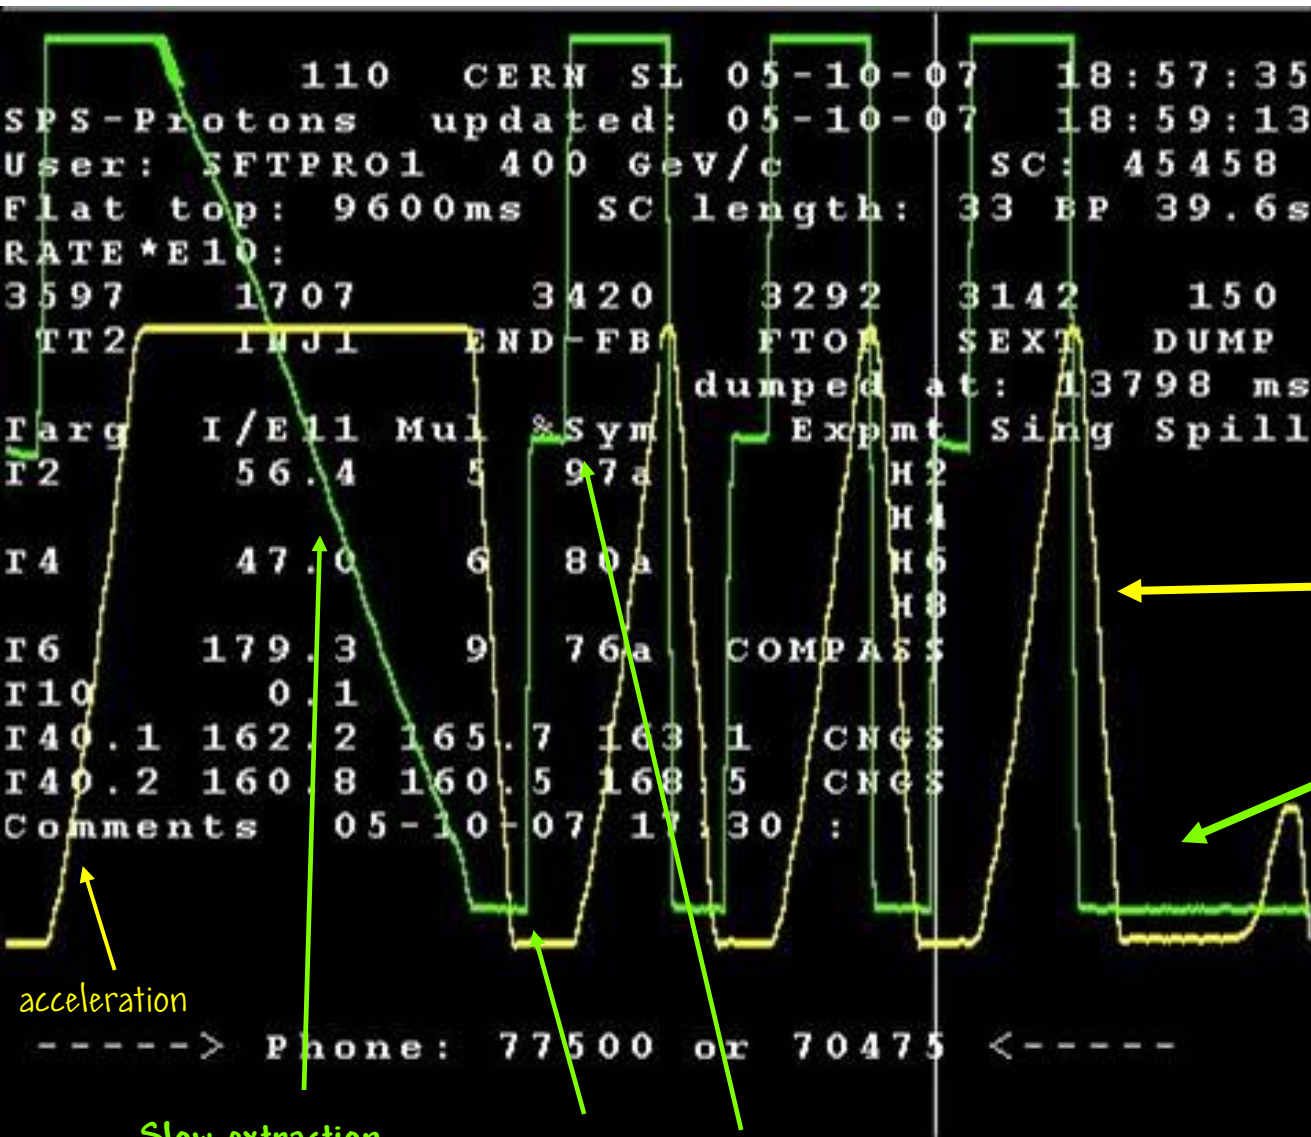 110 CERN SL 05-10-07 18:57:35
SPS-Protons updated: 05-10-07 18:59:13
User: SFTPRO1 400 GeV/c SC: 45458
Flat top: 9600ms SC length: 33 BP 39.6s
RATE*E10:
3597 1707 3420 3292 3142 150
TT2 INJ1 END-FB FTOP SEXT DUMP
dumped at: 13798 ms
Targ I/E11 Mul &Sym Expmt Sing Spill
T2 56.4 5 97a H2
H4
T4 47.0 6 80a H6
H8
T6 179.3 9 76a COMPASS
T10 0.1
T40.1 162.2 165.7 163.1 CNGS
T40.2 160.8 160.5 168.5 CNGS
Comments 05-10-07 17:30 :
acceleration
-----> Phone: 77500 or 70475 <-----
Slow extraction